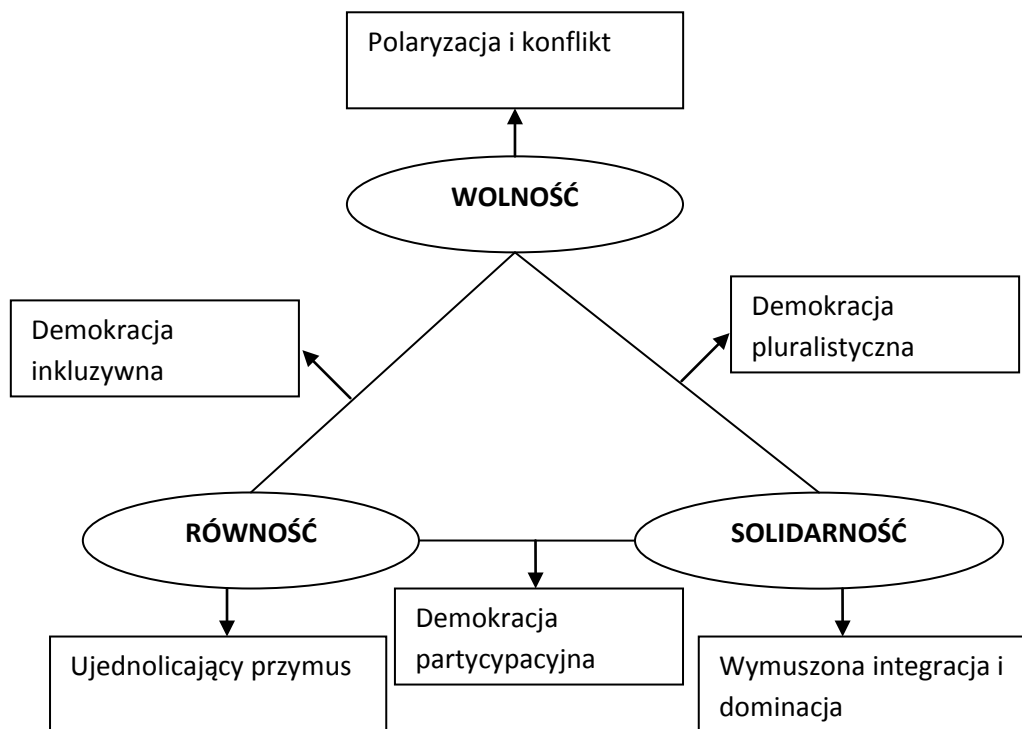 Polaryzacja i konflikt
WOLNOŚĆ
Demokracja
inkluzywna
Demokracja
pluralistyczna
RÓWNOŚĆ
SOLIDARNOŚĆ
Demokracja
partycypacyjna
Ujednolicający przymus
Wymuszona integracja i
dominacja